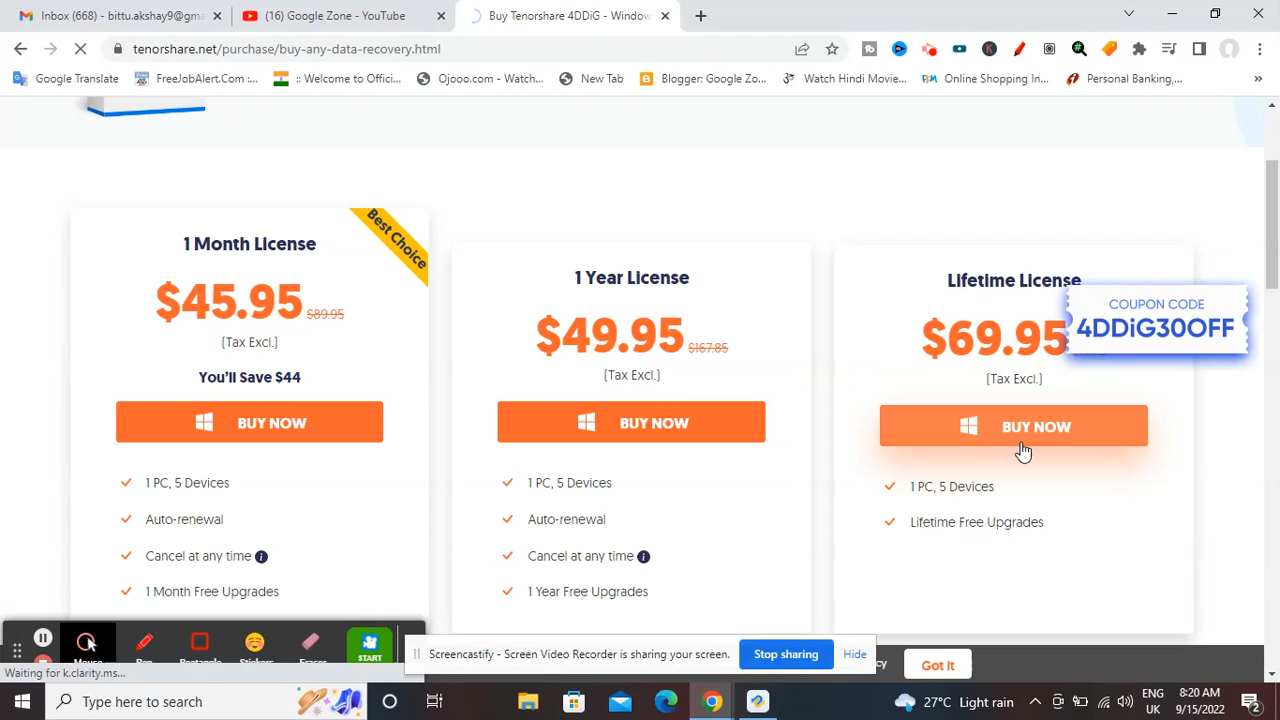 Inbox (668) - bittu.akshay9@gma
(16) Google Zone - YouTube
Buy Tenorshare 4DDiG - Window
tenorshare.net/purchase/buy-any-data-recovery.html
Google Translate
FreeJobAlert.Com :...
:: Welcome to Offici...
Ojooo.com - Watch...
New Tab
Blogger: Google Zo...
Watch Hindi Movie...
Online Shopping In...
Personal Banking,...
»
1 Month License
Best Choice
$45.95 $89.95
(Tax Excl.)
You'll Save $44
BUY NOW
1 PC, 5 Devices
Auto-renewal
Cancel at any time
1 Month Free Upgrades
1 Year License
$49.95 $167.85
(Tax Excl.)
BUY NOW
1 PC, 5 Devices
Auto-renewal
Cancel at any time
1 Year Free Upgrades
Lifetime License
$69.95
(Tax Excl.)
COUPON CODE
4DDiG30OFF
BUY NOW
1 PC, 5 Devices
Lifetime Free Upgrades
Mouse
Pen
Rectangle
Stickers
Eraser
START
Screencastify - Screen Video Recorder is sharing your screen.
Stop sharing
Hide
Got It
Waiting for k.clarity.ms...
Type here to search
27°C Light rain
ENG
UK
8:20 AM
9/15/2022
2